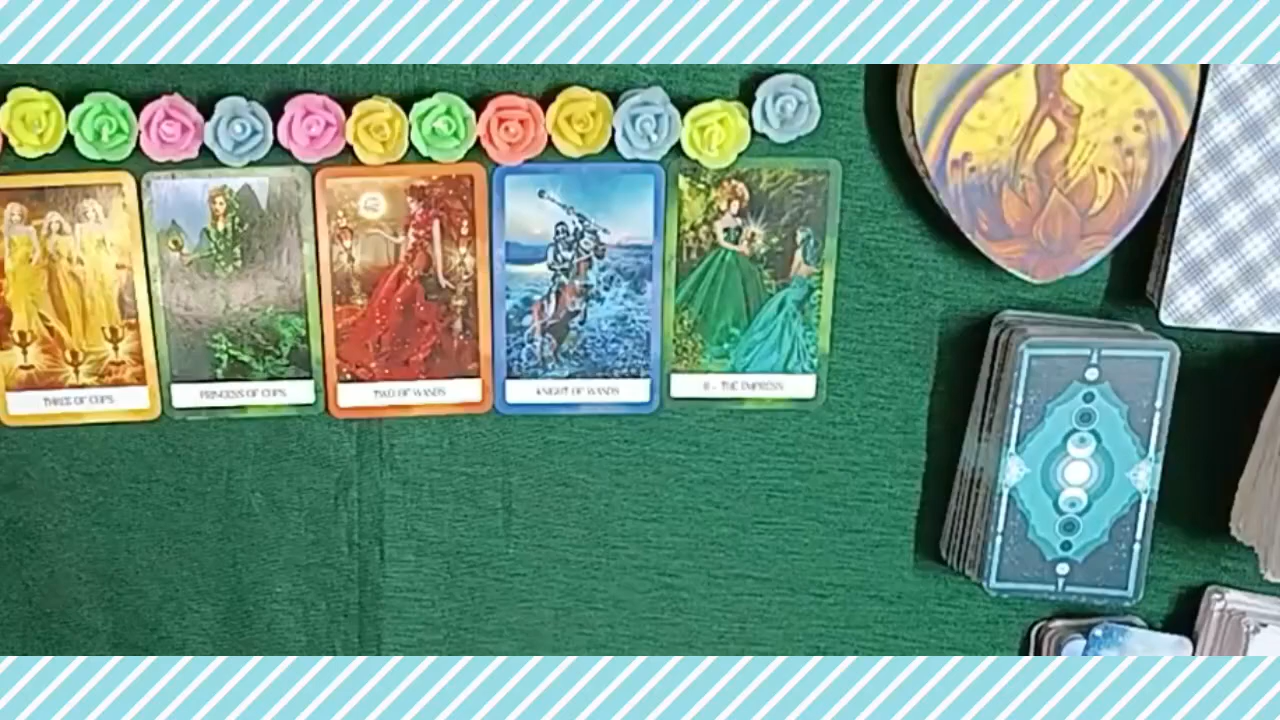 THREE OF CUPS
PRINCESS OF CUPS
TWO OF WANDS
KNIGHT OF WANDS
II - THE EMPRESS